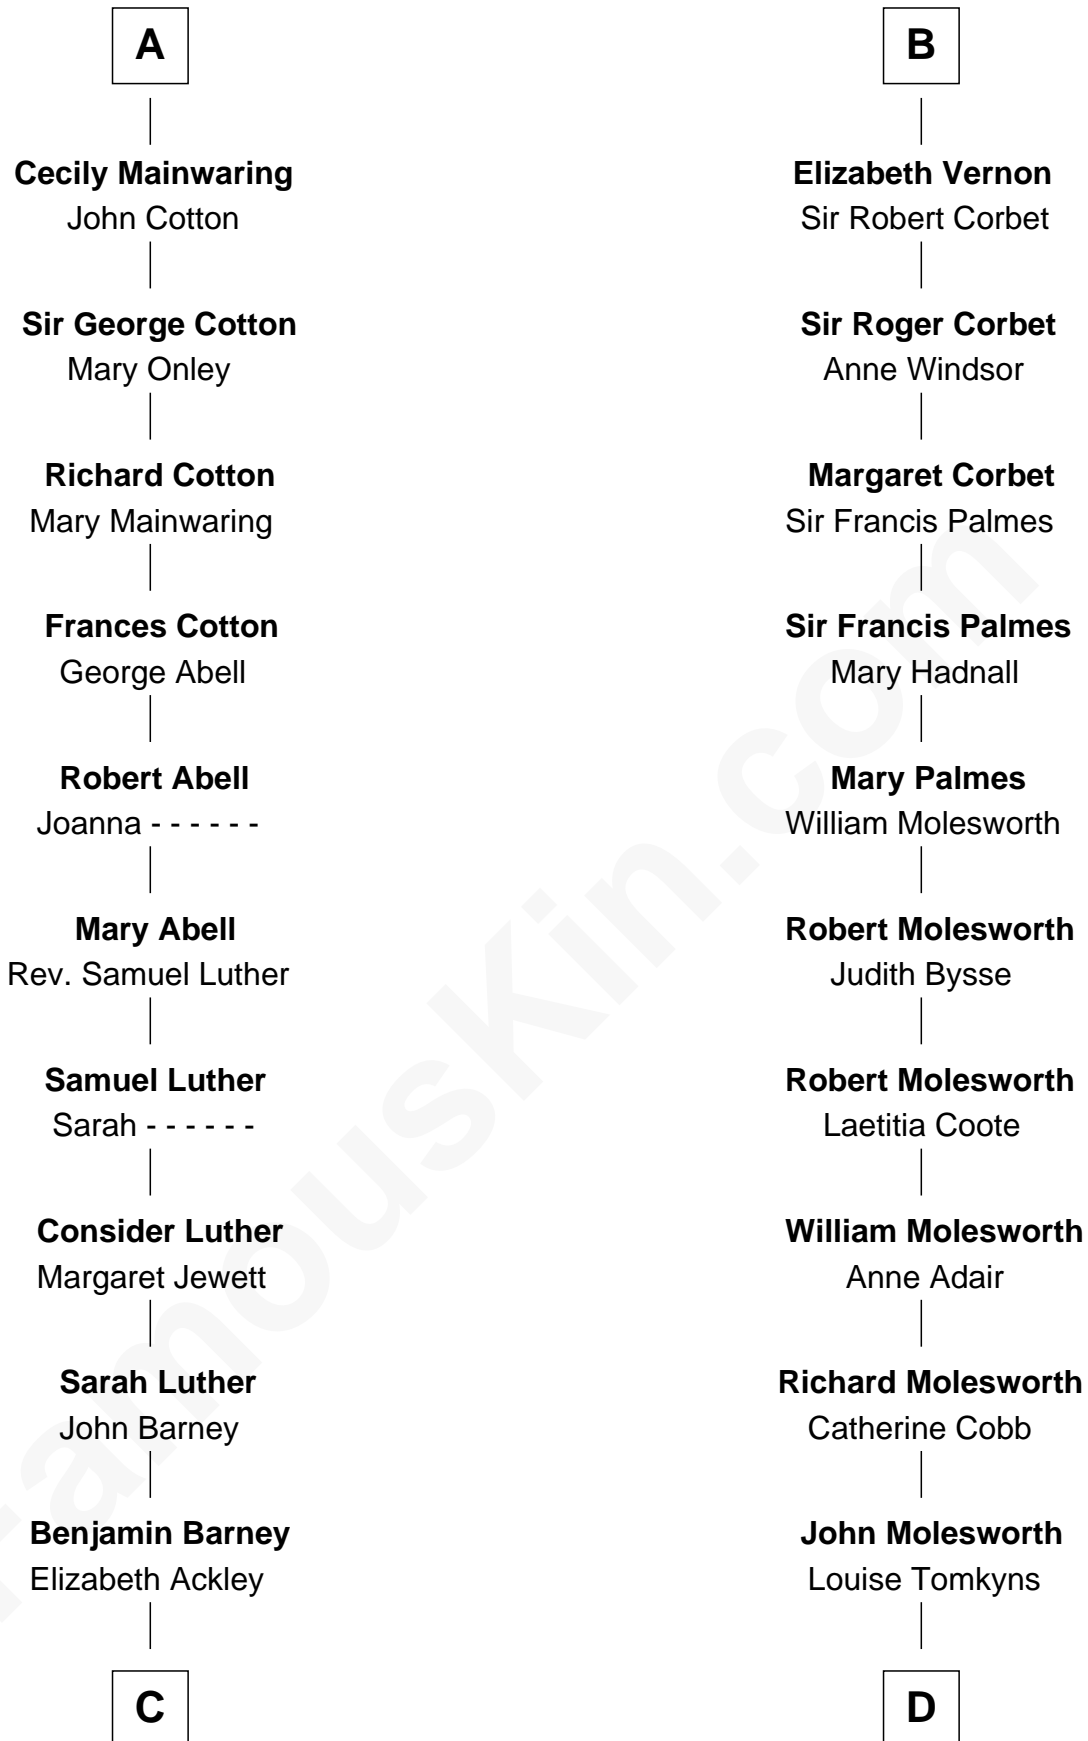 A
Cecily Mainwaring
John Cotton
Sir George Cotton
Mary Onley
Richard Cotton
Mary Mainwaring
Frances Cotton
George Abell
Robert Abell
Joanna - - - - - -
Mary Abell
Rev. Samuel Luther
Samuel Luther
Sarah - - - - - -
Consider Luther
Margaret Jewett
Sarah Luther
John Barney
Benjamin Barney
Elizabeth Ackley
C
B
Elizabeth Vernon
Sir Robert Corbet
Sir Roger Corbet
Anne Windsor
Margaret Corbet
Sir Francis Palmes
Sir Francis Palmes
Mary Hadnall
Mary Palmes
William Molesworth
Robert Molesworth
Judith Bysse
Robert Molesworth
Laetitia Coote
William Molesworth
Anne Adair
Richard Molesworth
Catherine Cobb
John Molesworth
Louise Tomkyns
D
FamousKin.com